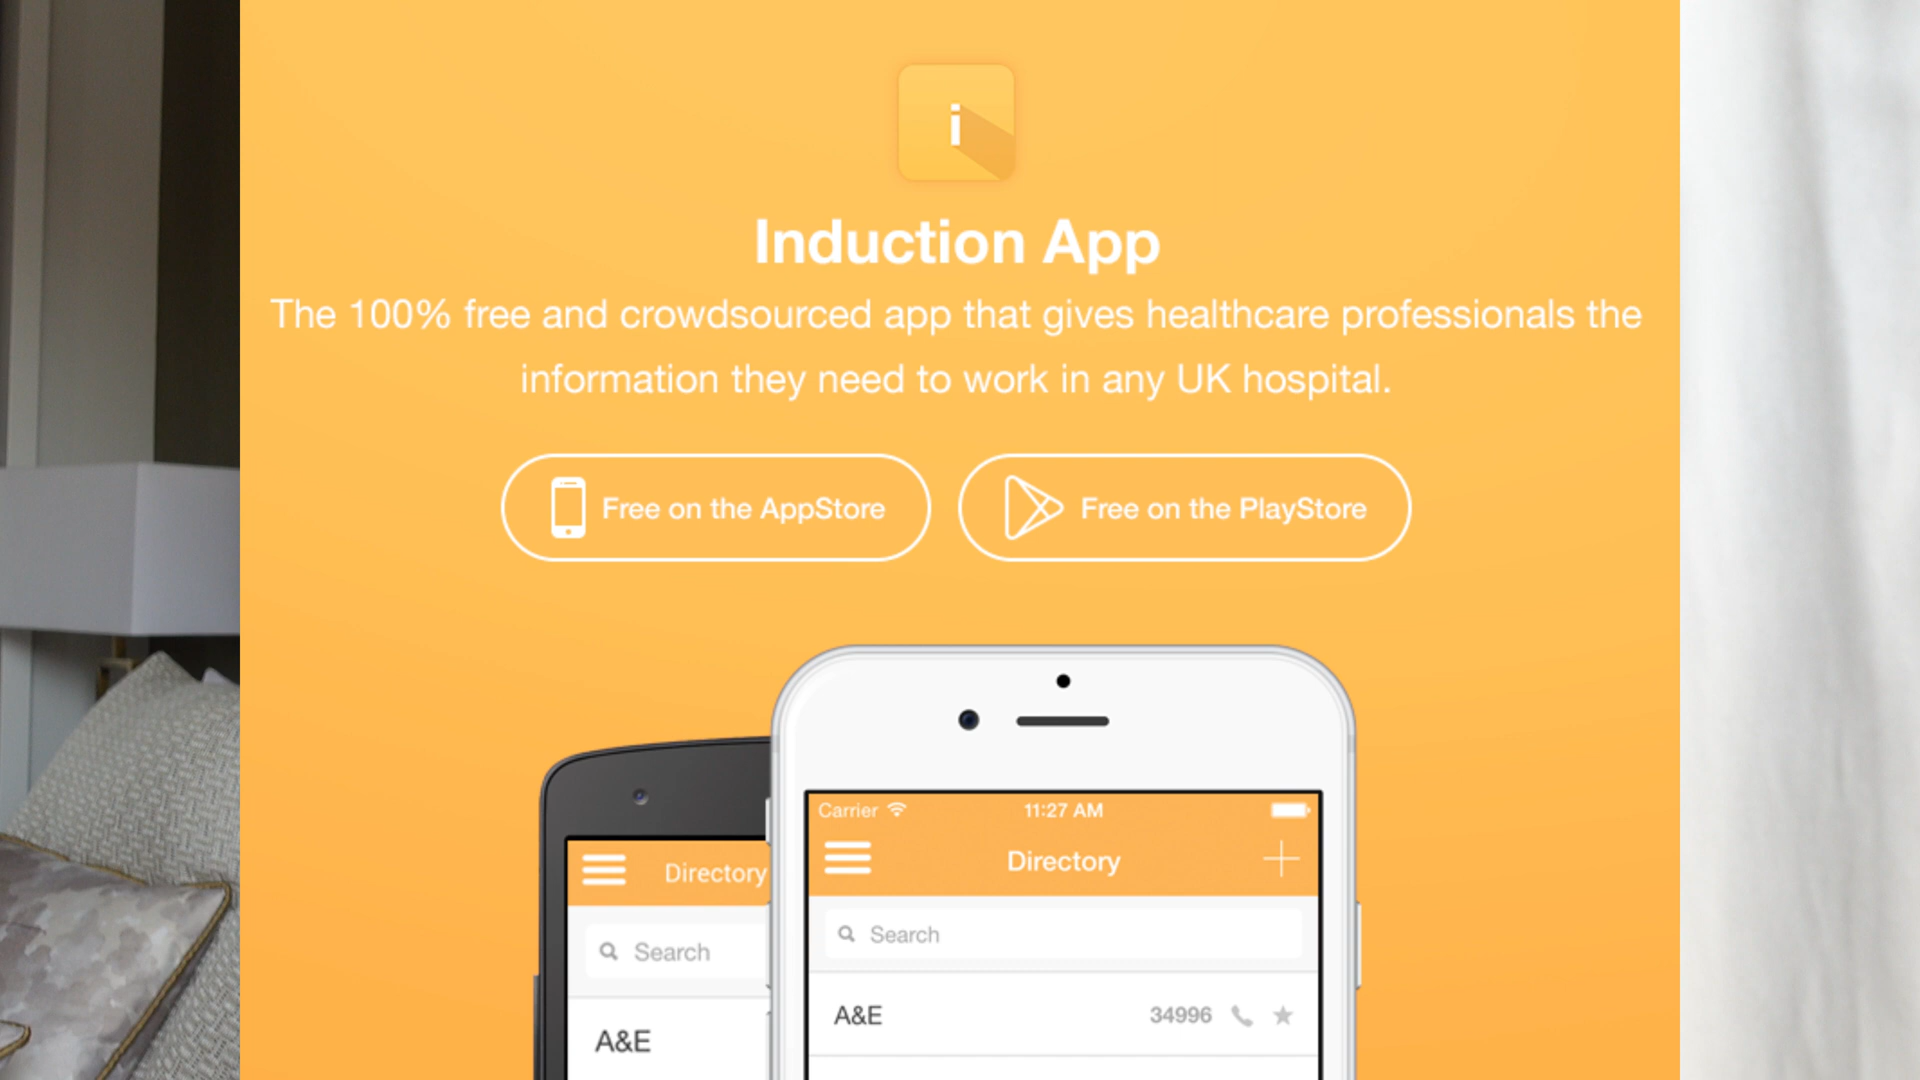 i
Induction App
The 100% free and crowdsourced app that gives healthcare professionals the
information they need to work in any UK hospital.
Free on the AppStore
Free on the PlayStore
Carrier
11:27 AM
Directory
Search
A&E
34996
Directory
Search
A&E